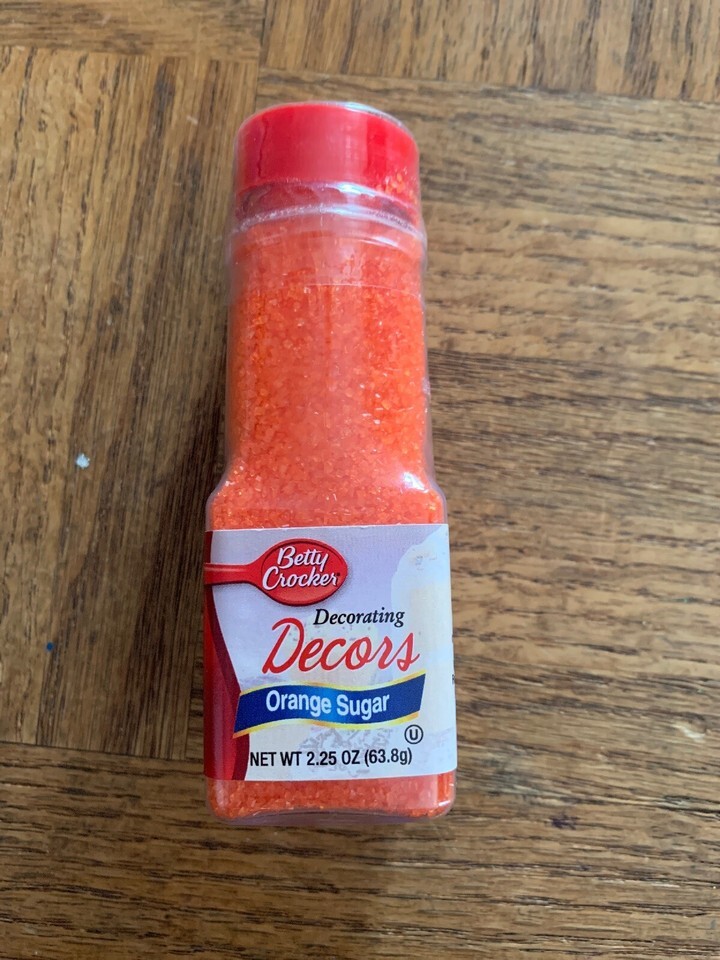 Betty
Crocker
Decorating
Decors
Orange Sugar
U
NET WT 2.25 OZ (63.8g)